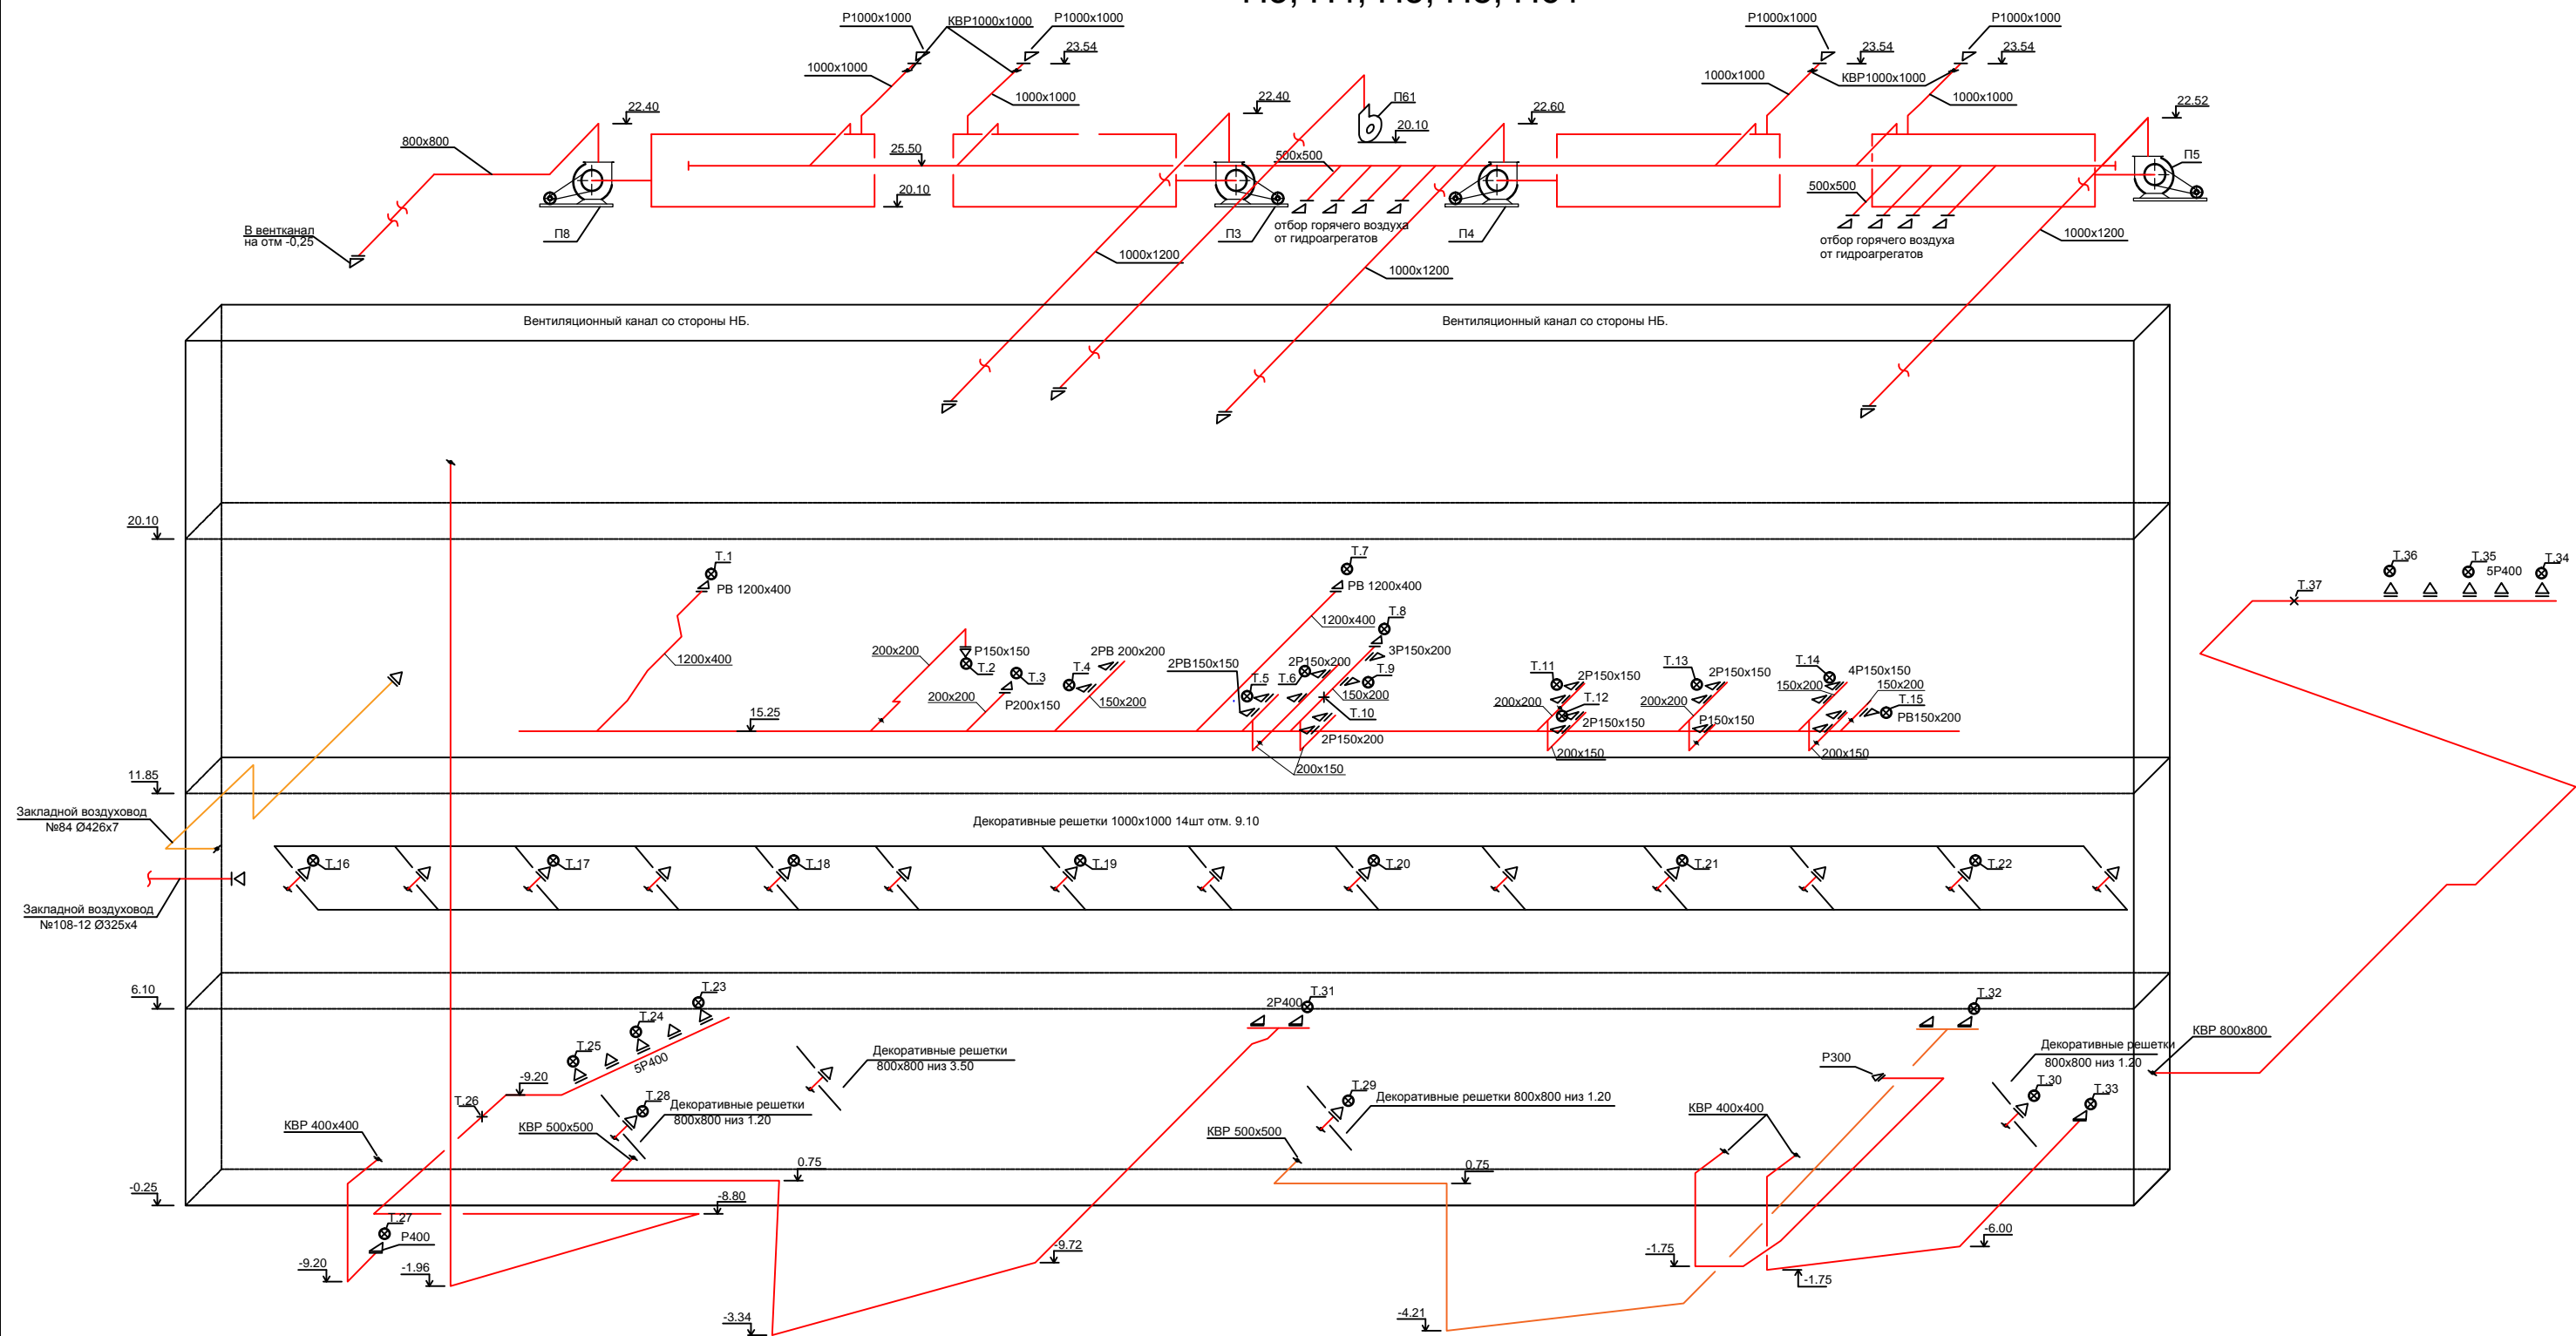 Р1000х1000
КВР1000х1000
Р1000х1000
Р1000х1000
Р1000х1000
23.54
23.54
23.54
1000х1000
1000х1000
1000х1000
КВР1000х1000
1000х1000
22.40
22.40
П61
22.60
22.52
20.10
800х800
25.50
500х500
П5
20.10
500х500
В вентканал
на отм -0,25
П8
П3
отбор горячего воздуха
от гидроагрегатов
П4
1000х1200
отбор горячего воздуха
от гидроагрегатов
1000х1200
1000х1200
Вентиляционный канал со стороны НБ.
Вентиляционный канал со стороны НБ.
20.10
Т.1
РВ 1200х400
Т.7
РВ 1200х400
Т.36
Т.35
5Р400
Т.34
Т.37
1200х400
200х200
Р150х150
Т.2
Т.3
200х200
Р200х150
Т.4
2РВ 200х200
150х200
1200х400
Т.8
3Р150х200
2РВ150х150
Т.5
Т.6
2Р150х200
Т.9
150х200
Т.10
2Р150х200
200х150
Т.11
2Р150х150
200х200
Т.12
2Р150х150
200х150
Т.13
2Р150х150
200х200
Р150х150
Т.14
4Р150х150
150х200
150х200
Т.15
РВ150х200
200х150
15.25
11.85
Закладной воздуховод
№84 Ø426х7
Декоративные решетки 1000х1000 14шт отм. 9.10
Т.16
Т.17
Т.18
Т.19
Т.20
Т.21
Т.22
Закладной воздуховод
№108-12 Ø325х4
6.10
Т.23
Т.24
Т.25
5Р400
-9.20
Т.26
Декоративные решетки
800х800 низ 3.50
2Р400
Т.31
Т.32
КВР 800х800
Р300
Декоративные решетки
800х800 низ 1.20
Т.30
Т.33
Т.28
Декоративные решетки
800х800 низ 1.20
Т.29
Декоративные решетки 800х800 низ 1.20
КВР 400х400
КВР 500х500
КВР 500х500
КВР 400х400
0.75
0.75
-0.25
-8.80
Т.27
Р400
-9.20
-1.96
-9.72
-1.75
-6.00
-1.75
-3.34
-4.21